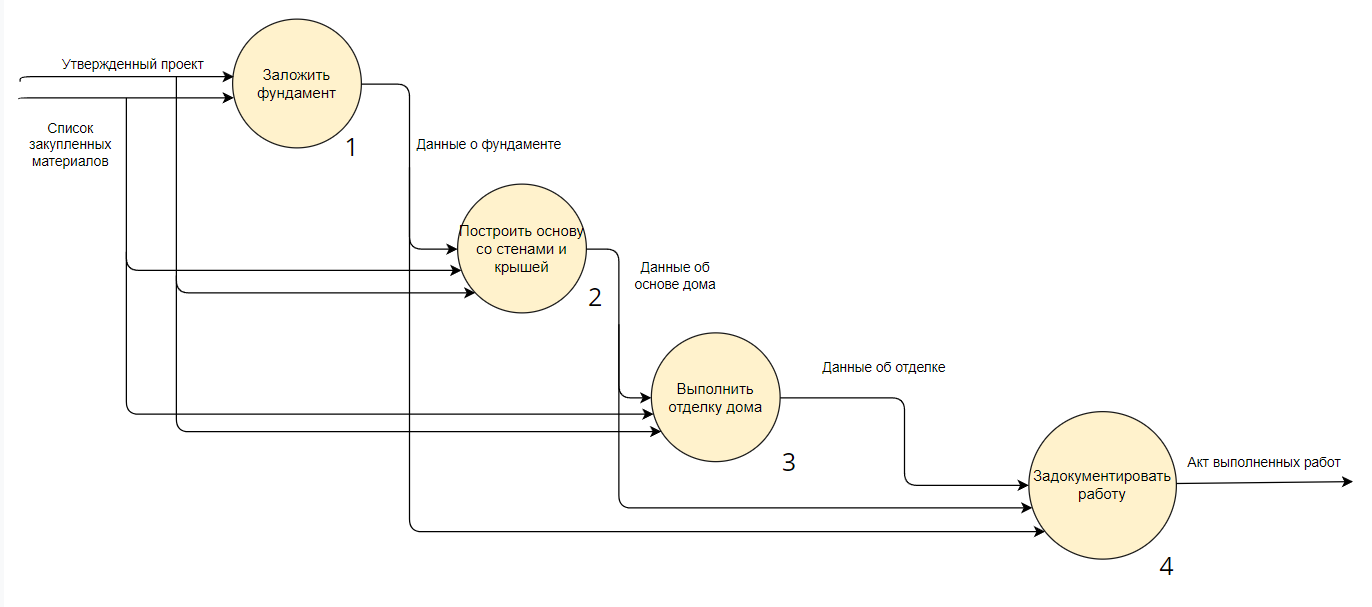 Утвержденный проект
Заложить
фундамент
Список
закупленных
материалов
1
Данные о фундаменте
Построить основу
со стенами и
крышей
2
Данные об
основе дома
Данные об отделке
Выполнить
отделку дома
3
Задокументировать
работу
Акт выполненных работ
4